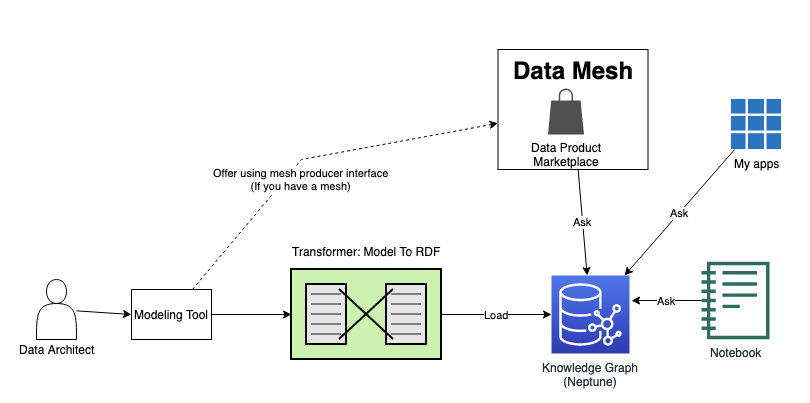 Data Mesh
Data Product
Marketplace
My apps
Offer using mesh producer interface
(If you have a mesh)
Ask
Ask
Transformer: Model To RDF
Data Architect
Modeling Tool
Load
Ask
Knowledge Graph
(Neptune)
Notebook